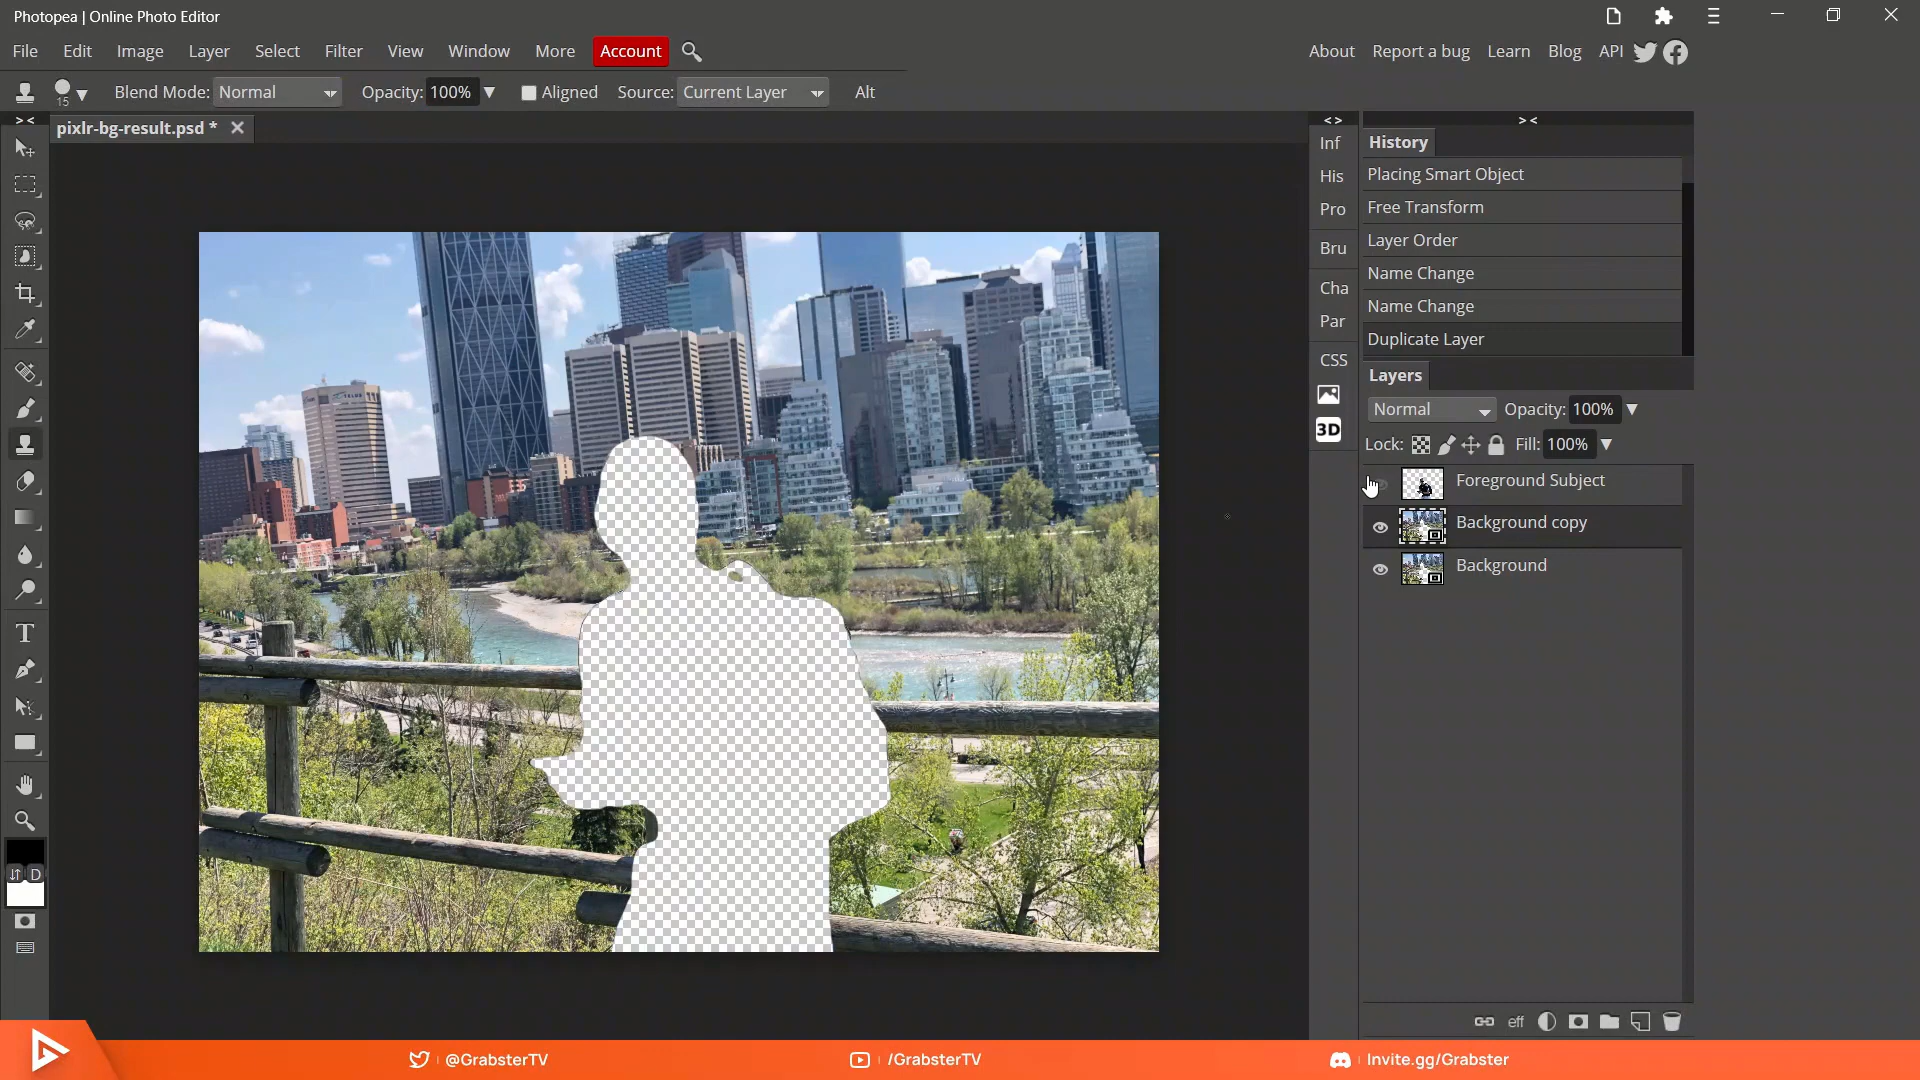 Photopea | Online Photo Editor
File Edit Image Layer Select Filter View Window More Account
About Report a bug Learn Blog API
15 Blend Mode: Normal Opacity: 100% Aligned Source: Current Layer Alt
> < < > > <
pixlr-bg-result.psd *
Inf
His
Pro
Bru
Cha
Par
CSS
3D
History
Placing Smart Object
Free Transform
Layer Order
Name Change
Name Change
Duplicate Layer
Layers
Normal Opacity: 100%
Lock: Fill: 100%
Foreground Subject
Background copy
Background
T
D
eff
@GrabsterTV
/GrabsterTV
Invite.gg/Grabster